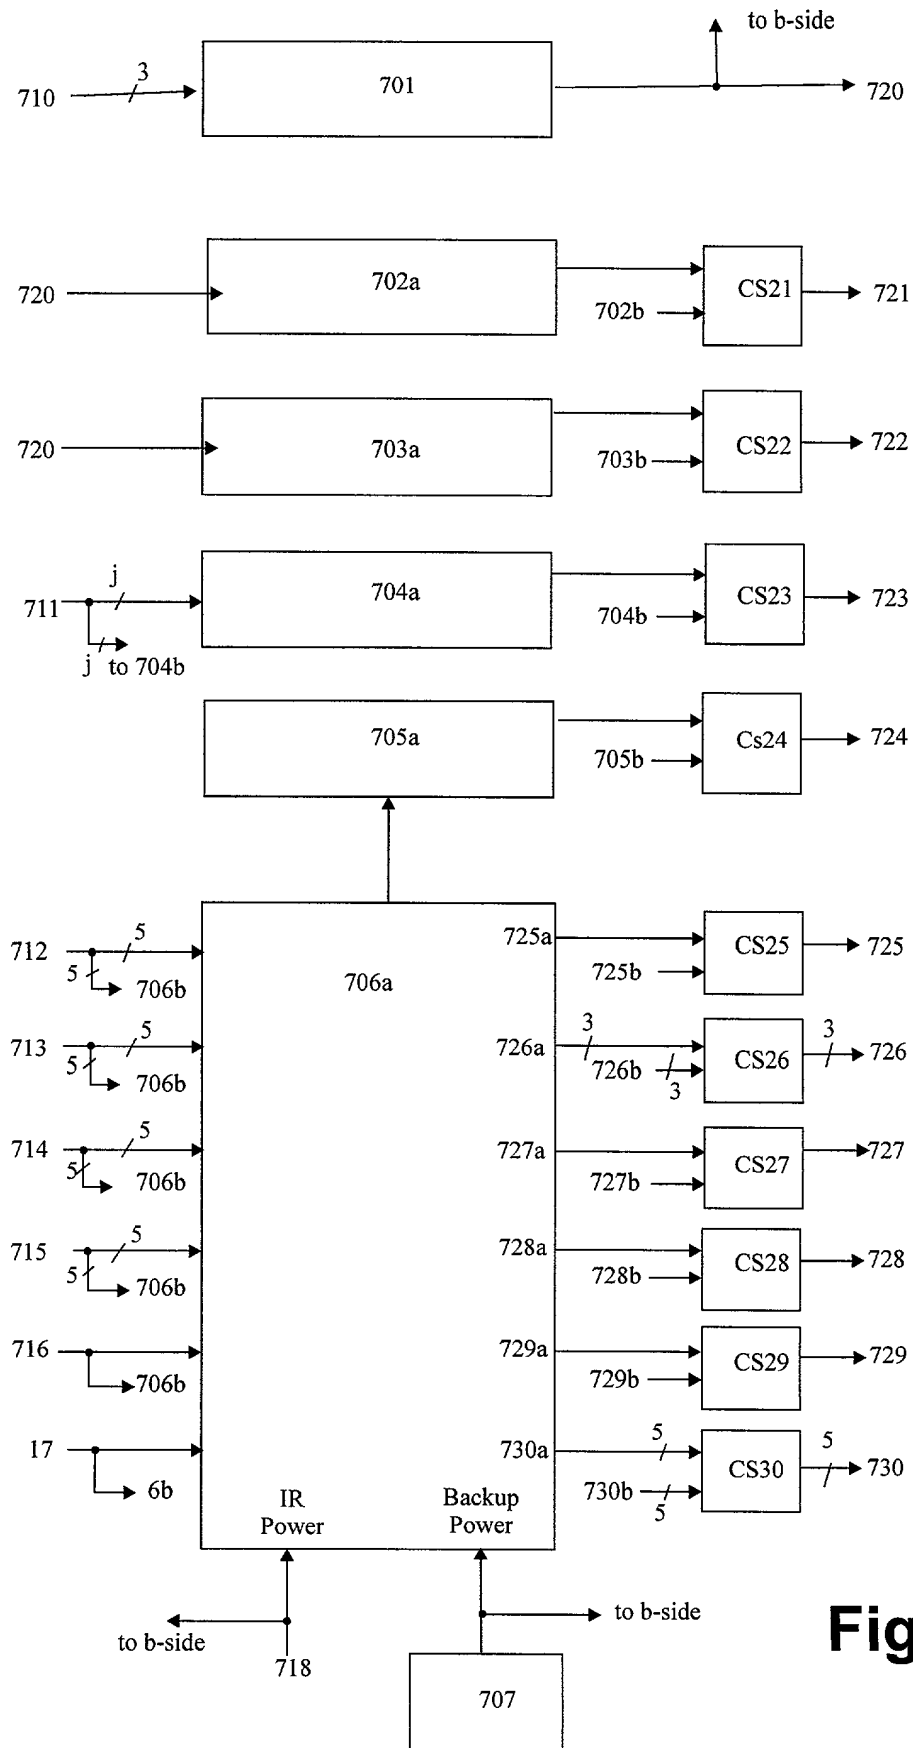 to b-side
3
710
701
720
720
702a
702b
CS21
721
720
703a
703b
CS22
722
j
711
704a
704b
CS23
723
j to 704b
705a
705b
Cs24
724
5
712
5
706b
706a
725a
725b
CS25
725
5
713
5
706b
726a
3
726b
3
CS26
3
726
5
714
5
706b
727a
727b
CS27
727
5
715
5
706b
728a
728b
CS28
728
716
706b
729a
729b
CS29
729
17
6b
730a
5
730b
5
CS30
5
730
IR
Power
Backup
Power
to b-side
718
to b-side
707
Fig